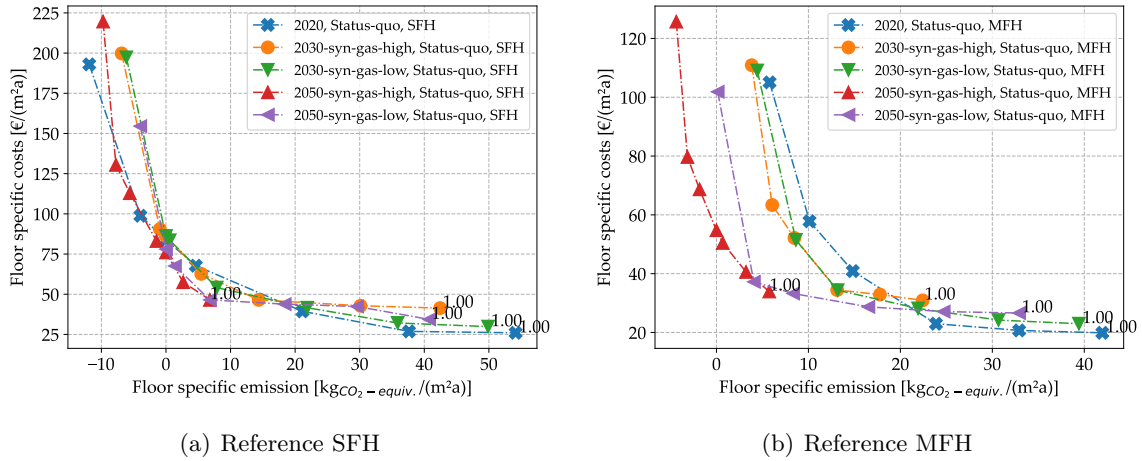 225
200
175
150
125
100
75
50
25
−10
0
10
20
30
40
50
Floor specific costs [€/(m²a)]
Floor specific emission [kgCO2−equiv./(m²a)]
2020, Status-quo, SFH
2030-syn-gas-high, Status-quo, SFH
2030-syn-gas-low, Status-quo, SFH
2050-syn-gas-high, Status-quo, SFH
2050-syn-gas-low, Status-quo, SFH
1.00
1.00
1.00
1.00
1.00
(a) Reference SFH
120
100
80
60
40
20
0
10
20
30
40
Floor specific costs [€/(m²a)]
Floor specific emission [kgCO2−equiv./(m²a)]
2020, Status-quo, MFH
2030-syn-gas-high, Status-quo, MFH
2030-syn-gas-low, Status-quo, MFH
2050-syn-gas-high, Status-quo, MFH
2050-syn-gas-low, Status-quo, MFH
1.00
1.00
1.00
1.00
1.00
(b) Reference MFH